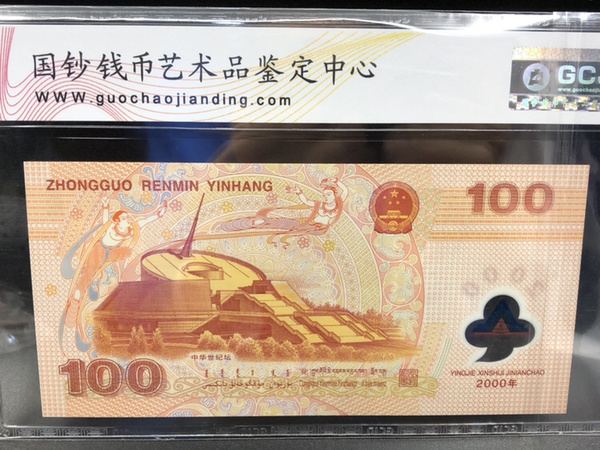 国钞钱币艺术品鉴定中心
www.guochaojianding.com
GC
ZHONGGUO RENMIN YINHANG
100
中华世纪坛
100
YINGJIE XINSHIJI JINIANCHAO
2000年